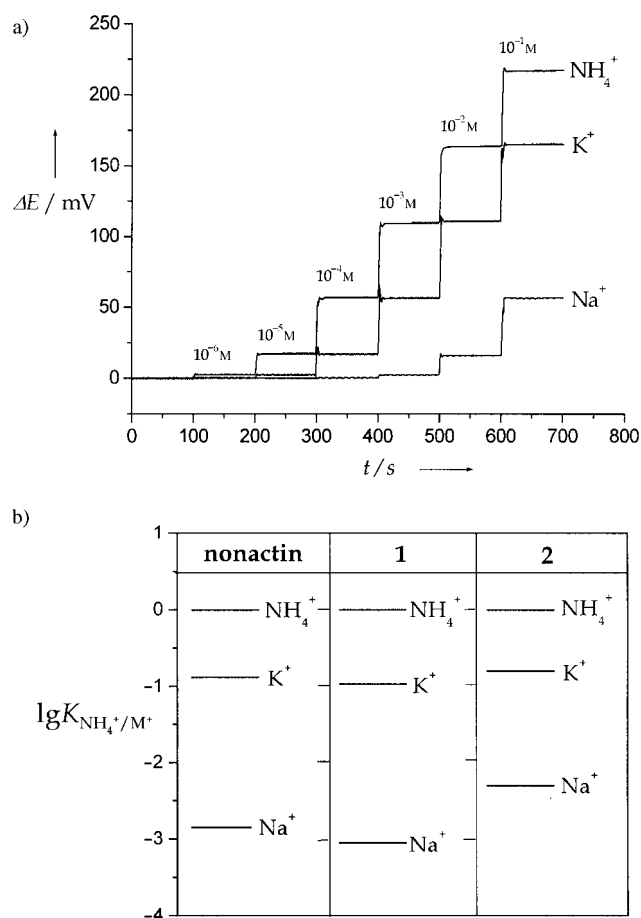 a)
250
200
150
100
50
0
ΔE / mV
10⁻⁶M
10⁻⁵M
10⁻⁴M
10⁻³M
10⁻²M
10⁻¹M
NH₄⁺
K⁺
Na⁺
0 100 200 300 400 500 600 700 800
t/s
b)
1
0
−1
−2
−3
−4
lgK_NH₄⁺/M⁺
nonactin 1 2
NH₄⁺ NH₄⁺ NH₄⁺
K⁺ K⁺ K⁺
Na⁺ Na⁺ Na⁺